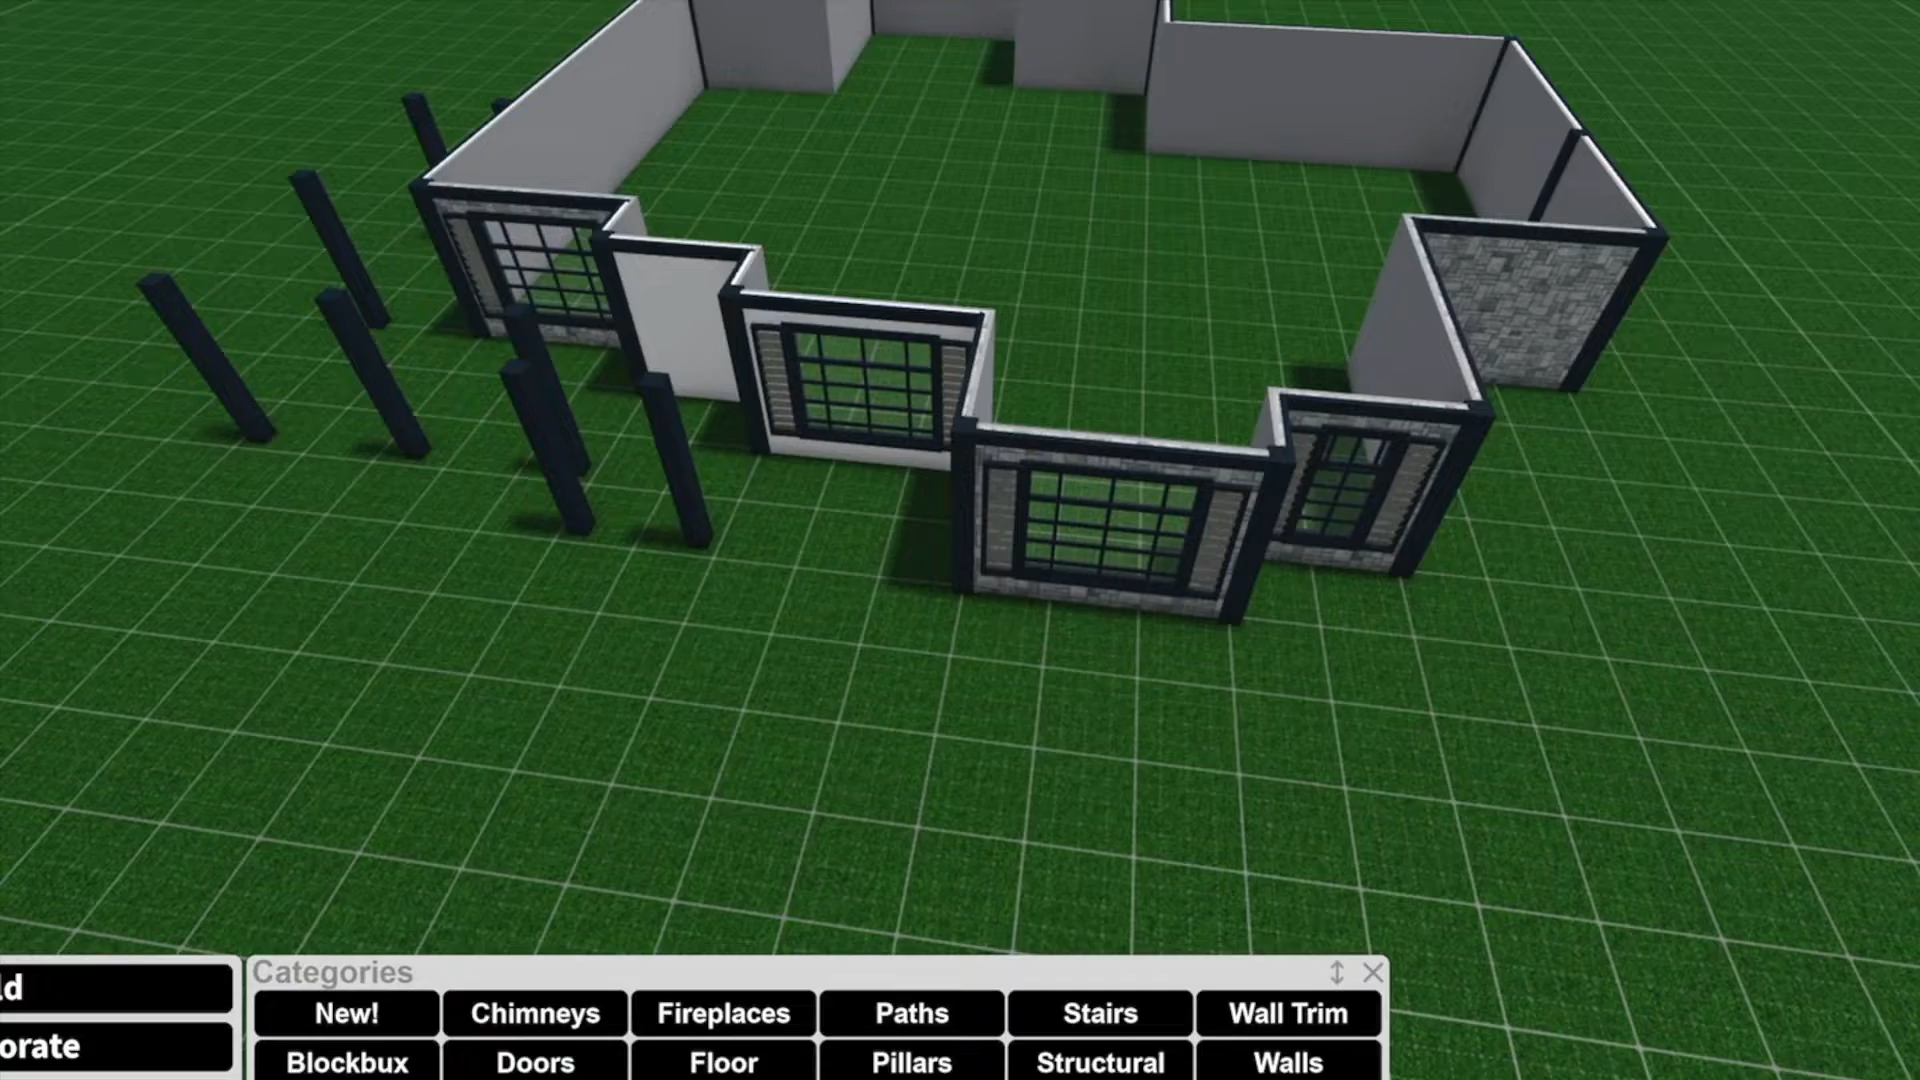 ld
orate
Categories
New! Chimneys Fireplaces Paths Stairs Wall Trim
Blockbux Doors Floor Pillars Structural Walls